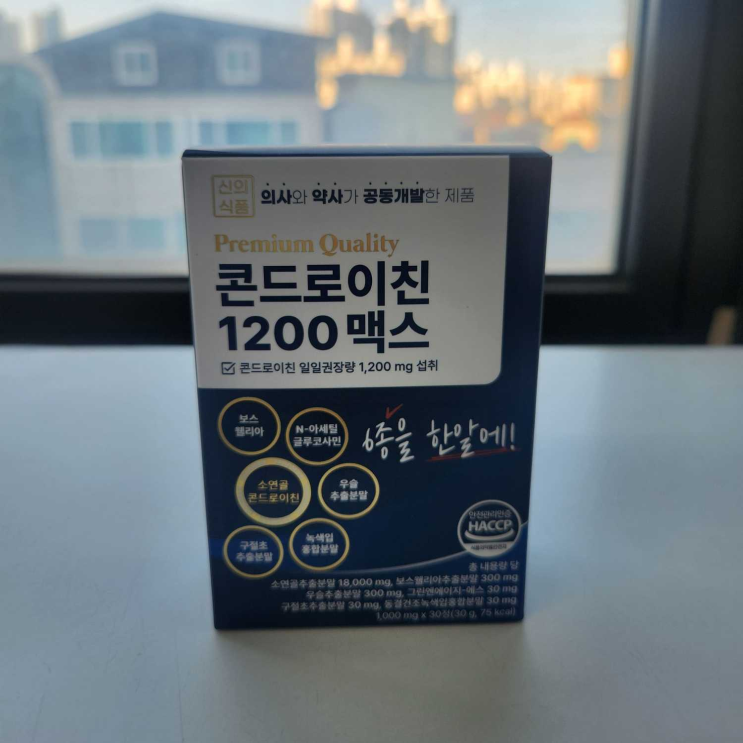 신의
식품
의사와 약사가 공동개발한 제품
Premium Quality
콘드로이친
1200 맥스
콘드로이친 일일권장량 1,200 mg 섭취
6종을 한알에!
보스
웰리아
N-아세틸
글루코사민
소연골
콘드로이친
우슬
추출분말
구절초
추출분말
녹색입
홍합분말
안전관리인증
HACCP
총 내용량 당
소연골추출분말 18,000 mg, 보스웰리아추출분말 300 mg
우슬추출분말 300 mg, 그린엔에이지-에스 30 mg
구절초추출분말 30 mg, 동결건조녹색입홍합분말 30 mg
1,000 mg x 30정(30 g, 75 kcal)